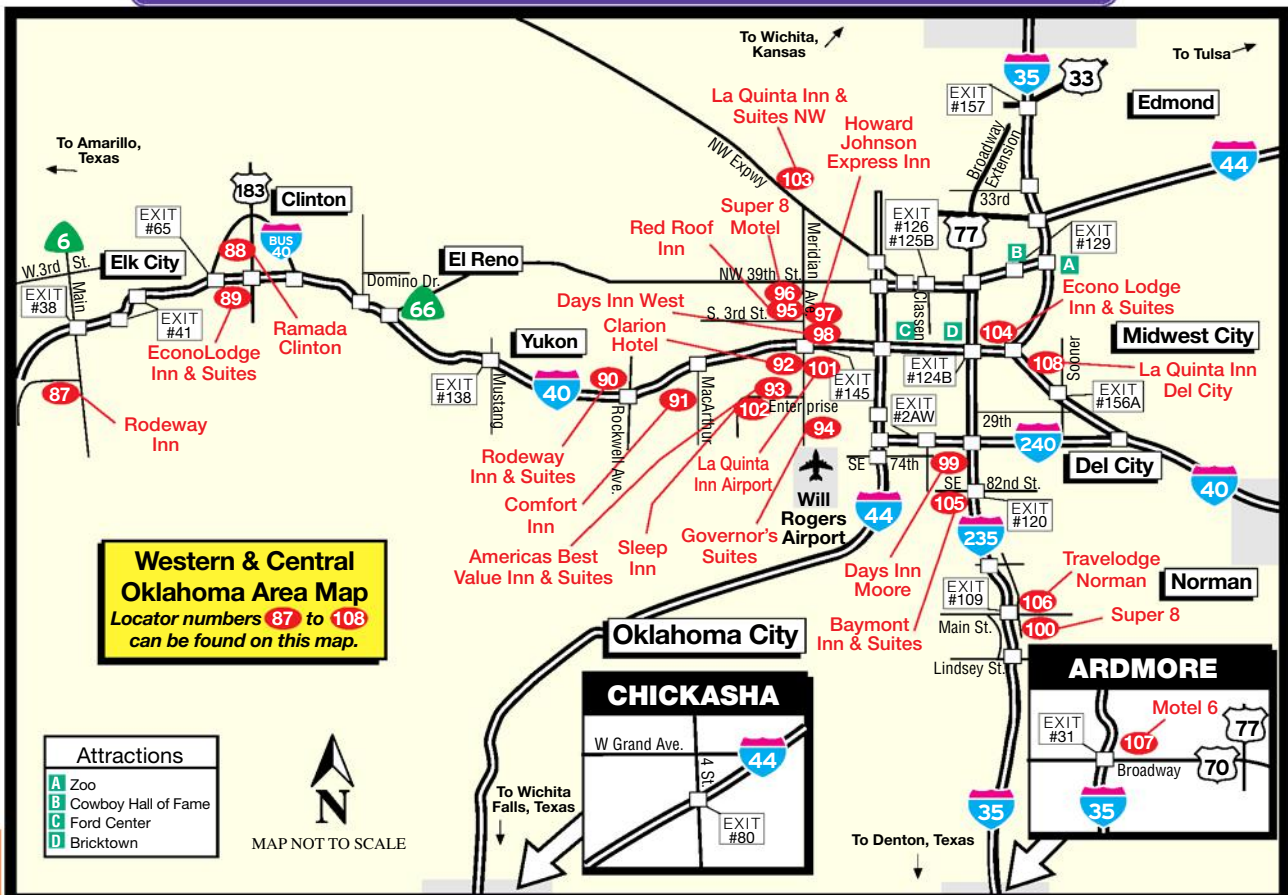 To Wichita,
Kansas
To Tulsa
35
33
EXIT
#157
Edmond
La Quinta Inn &
Suites NW
Howard
Johnson
Express Inn
Broadway
Extension
To Amarillo,
Texas
NW Expwy
103
44
33rd
183
Clinton
EXIT
#65
BUS
40
Super 8
Motel
Red Roof
Inn
Meridian Ave.
EXIT
#126
#125B
77
B
EXIT
#129
A
6
W.3rd St.
Elk City
88
El Reno
Domino Dr.
NW 39th St.
Classen
Econo Lodge
Inn & Suites
EXIT
#38
Main
EXIT
#41
89
66
96
95
97
98
S. 3rd St.
Days Inn West
Clarion
Hotel
C
D
104
Midwest City
Ramada
Clinton
EconoLodge
Inn & Suites
Yukon
92
101
EXIT
#145
EXIT
#124B
108
Sooner
La Quinta Inn
Del City
87
EXIT
#138
Mustang
40
90
91
MacArthur
93
102
Enterprise
EXIT
#2AW
29th
EXIT
#156A
Rodeway
Inn
Rockwell Ave.
94
240
Rodeway
Inn & Suites
La Quinta
Inn Airport
SE 74th
99
Del City
40
Comfort
Inn
Will
Rogers
Airport
44
SE 82nd St.
105
EXIT
#120
Americas Best
Value Inn & Suites
Sleep
Inn
Governor's
Suites
235
Western & Central
Oklahoma Area Map
Locator numbers 87 to 108
can be found on this map.
Days Inn
Moore
Travelodge
Norman
Norman
EXIT
#109
106
100
Super 8
Main St.
Baymont
Inn & Suites
Oklahoma City
Lindsey St.
CHICKASHA
W Grand Ave.
44
4 St.
EXIT
#80
ARDMORE
Motel 6
EXIT
#31
107
77
Broadway
70
35
Attractions
A Zoo
B Cowboy Hall of Fame
C Ford Center
D Bricktown
N
MAP NOT TO SCALE
To Wichita
Falls, Texas
35
To Denton, Texas